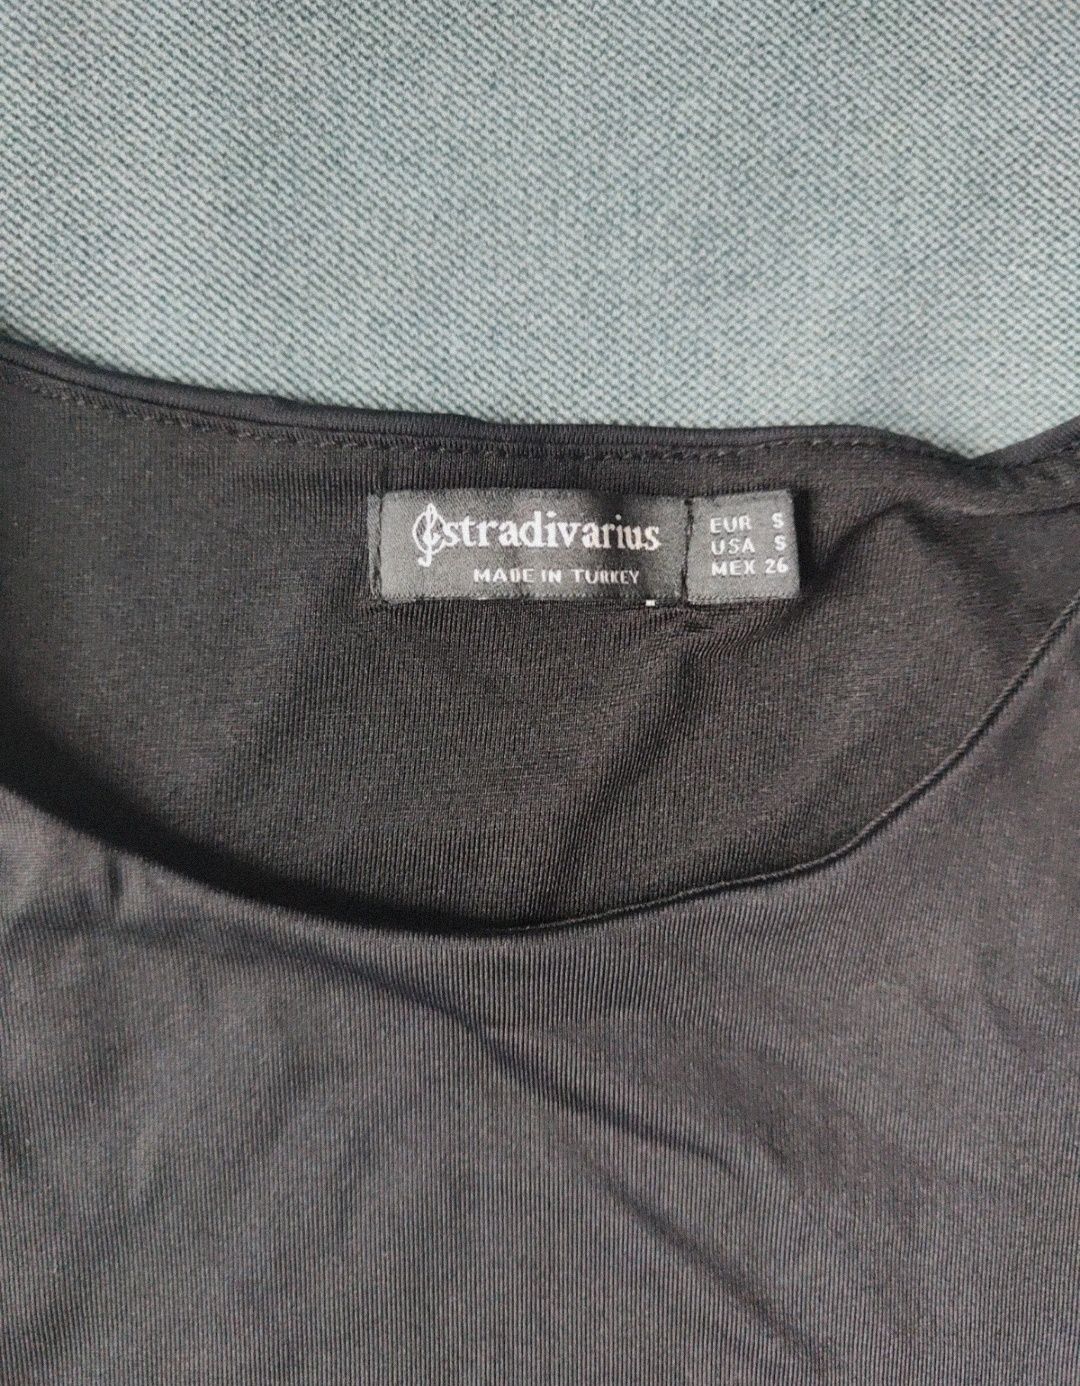 stradivarius
MADE IN TURKEY
EUR S
USA S
MEX 26